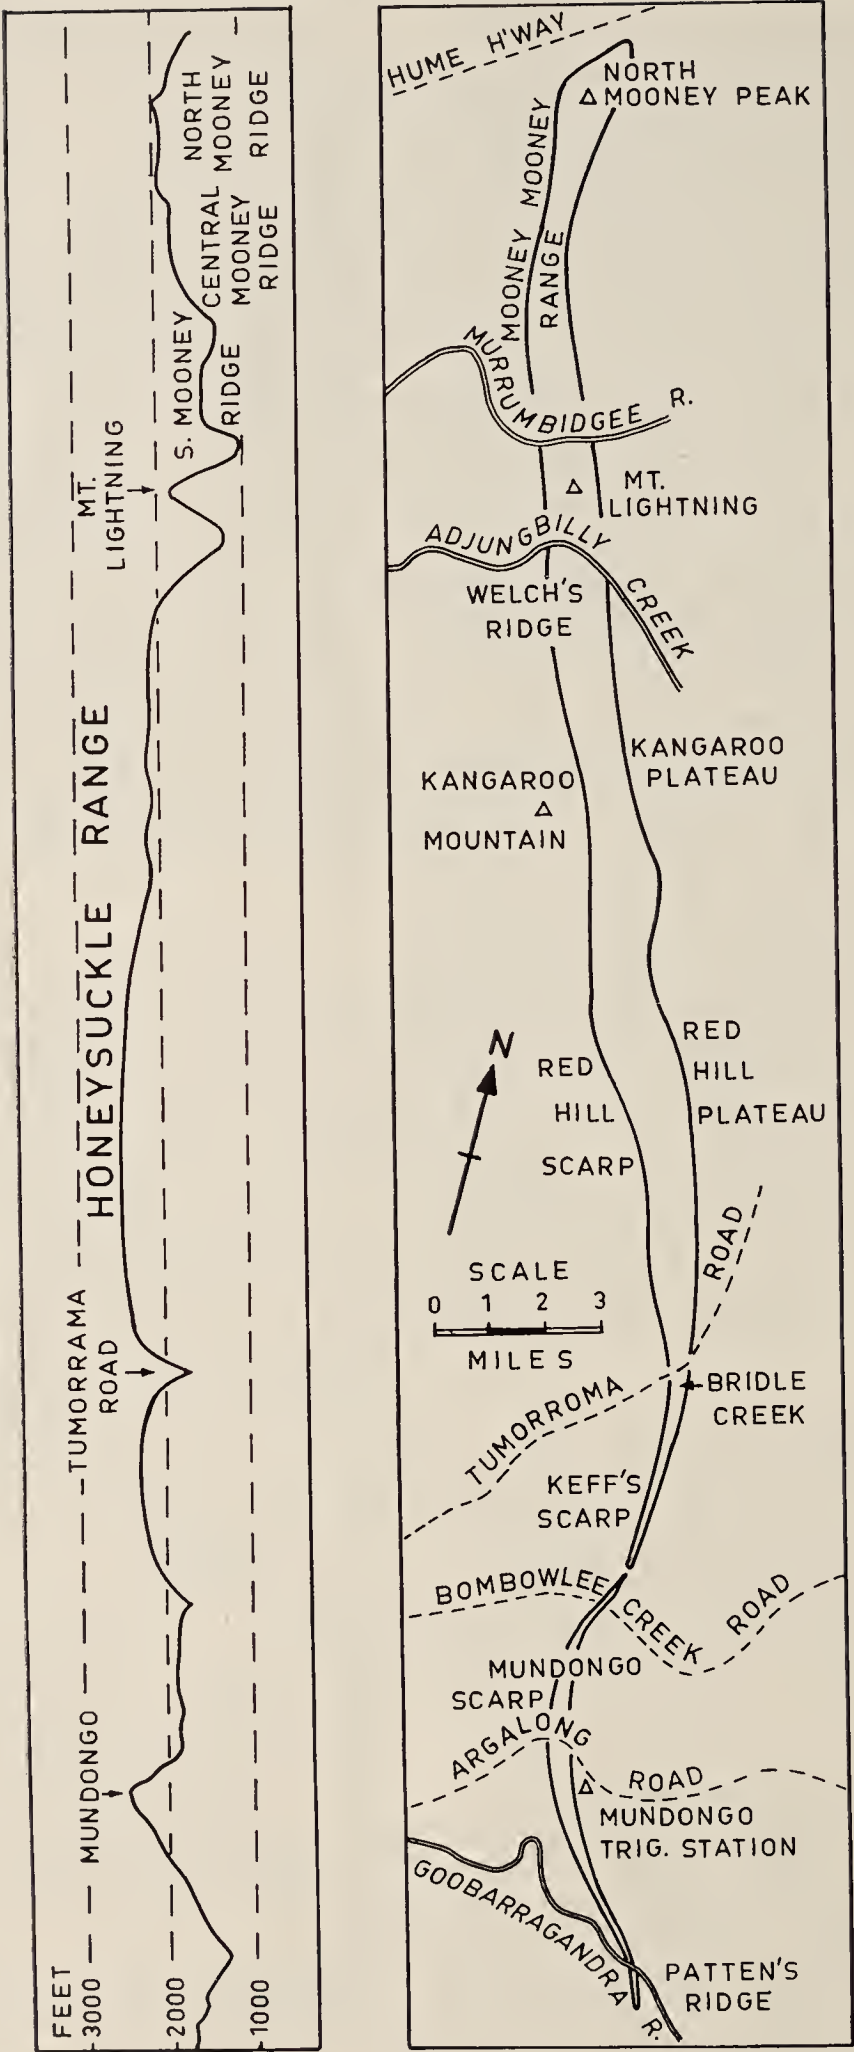 NORTH
MOONEY
RIDGE
CENTRAL
MOONEY
RIDGE
S. MOONEY
RIDGE
MT.
LIGHTNING
HONEYSUCKLE RANGE
TUMORRAMA
ROAD
MUNDONGO
FEET
3000
2000
1000
HUME H'WAY
NORTH
MOONEY PEAK
MOONEY MOONEY
RANGE
MURRUMBIDGEE R.
MT.
LIGHTNING
ADJUNGBILLY
CREEK
WELCH'S
RIDGE
KANGAROO
PLATEAU
KANGAROO
MOUNTAIN
N
RED
HILL
PLATEAU
RED
HILL
SCARP
SCALE
0 1 2 3
MILES
TUMORROMA ROAD
BRIDLE
CREEK
KEFF'S
SCARP
BOMBOWLEE
CREEK ROAD
MUNDONGO
SCARP
ARGALONG
ROAD
MUNDONGO
TRIG. STATION
GOOBARRAGANDRA R.
PATTEN'S
RIDGE